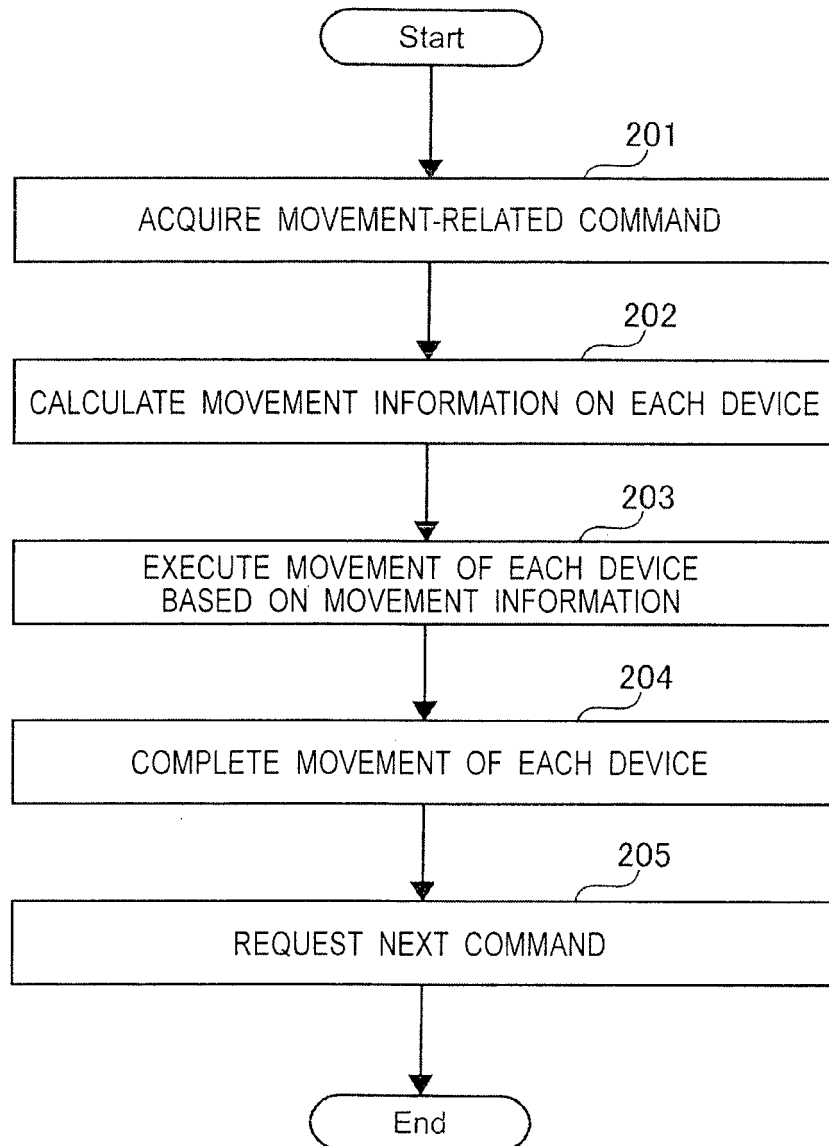 Start
201
ACQUIRE MOVEMENT-RELATED COMMAND
202
CALCULATE MOVEMENT INFORMATION ON EACH DEVICE
203
EXECUTE MOVEMENT OF EACH DEVICE
BASED ON MOVEMENT INFORMATION
204
COMPLETE MOVEMENT OF EACH DEVICE
205
REQUEST NEXT COMMAND
End